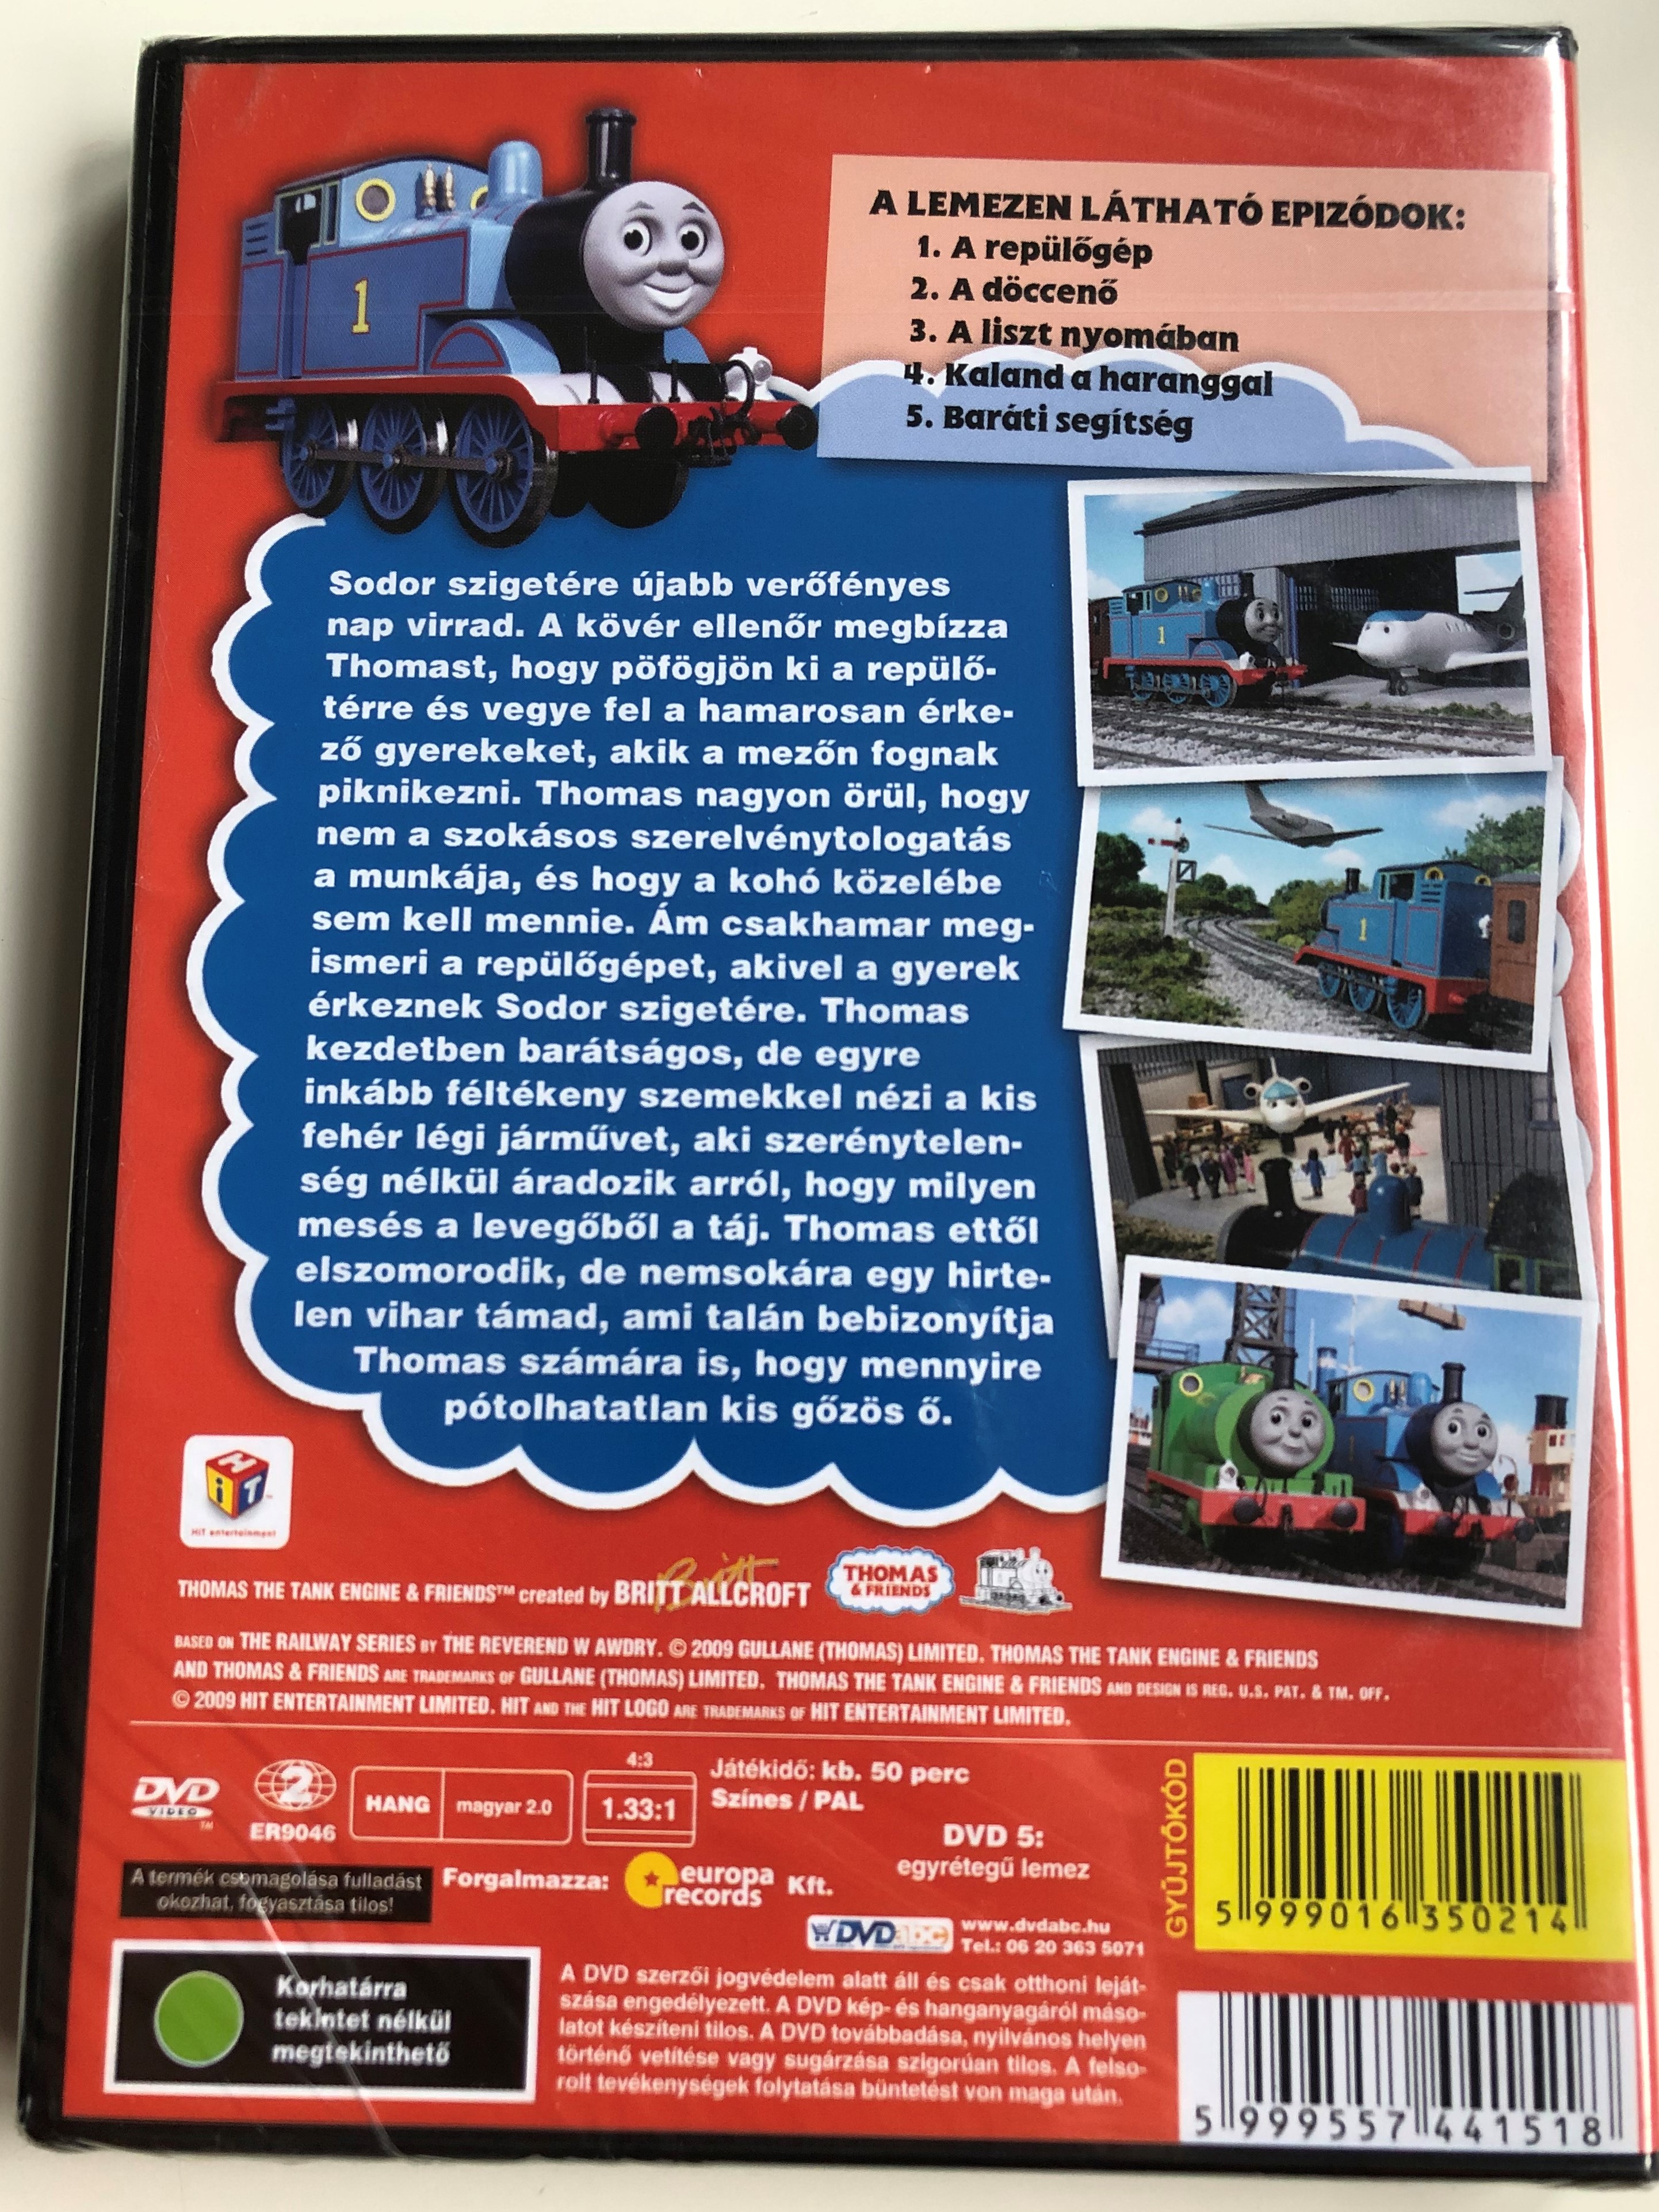 A LEMEZEN LÁTHATÓ EPIZÓDOK:
1. A repülőgép
2. A döccenő
3. A liszt nyomában
4. Kaland a haranggal
5. Baráti segítség
1
Sodor szigetére újabb verőfényes
nap virrad. A kövér ellenőr megbízza
Thomast, hogy pöfögjön ki a repülő-
térre és vegye fel a hamarosan érke-
ző gyerekeket, akik a mezőn fognak
piknikezni. Thomas nagyon örül, hogy
nem a szokásos szerelvénytologatás
a munkája, és hogy a kohó közelébe
sem kell mennie. Ám csakhamar meg-
ismeri a repülőgépet, akivel a gyerek
érkeznek Sodor szigetére. Thomas
kezdetben barátságos, de egyre
inkább féltékeny szemekkel nézi a kis
fehér légi járművet, aki szerénytelen-
ség nélkül áradozik arról, hogy milyen
mesés a levegőből a táj. Thomas ettől
elszomorodik, de nemsokára egy hirte-
len vihar támad, ami talán bebizonyítja
Thomas számára is, hogy mennyire
pótolhatatlan kis gőzös ő.
1
1
HiT
HiT entertainment
THOMAS THE TANK ENGINE & FRIENDS™ created by BRITT ALLCROFT
Britt
THOMAS
& FRIENDS
BASED ON THE RAILWAY SERIES BY THE REVEREND W AWDRY. © 2009 GULLANE (THOMAS) LIMITED. THOMAS THE TANK ENGINE & FRIENDS
AND THOMAS & FRIENDS ARE TRADEMARKS OF GULLANE (THOMAS) LIMITED. THOMAS THE TANK ENGINE & FRIENDS AND DESIGN IS REG. U.S. PAT. & TM. OFF.
© 2009 HIT ENTERTAINMENT LIMITED. HIT AND THE HIT LOGO ARE TRADEMARKS OF HIT ENTERTAINMENT LIMITED.
DVD
VIDEO
TM
2
ER9046
HANG magyar 2.0
4:3
1.33:1
Játékidő: kb. 50 perc
Színes / PAL
DVD 5:
egyrétegű lemez
A termék csomagolása fulladást
okozhat, fogyasztása tilos!
Forgalmazza: europa records Kft.
DVDabc
www.dvdabc.hu
Tel.: 06 20 363 5071
Korhatárra
tekintet nélkül
megtekinthető
A DVD szerzői jogvédelem alatt áll és csak otthoni leját-
szása engedélyezett. A DVD kép- és hanganyagáról máso-
latot készíteni tilos. A DVD továbbadása, nyilvános helyen
történő vetítése vagy sugárzása szigorúan tilos. A felso-
rolt tevékenységek folytatása büntetést von maga után.
GYŰJTŐKÓD
5 999016 350214
5 999557 441518